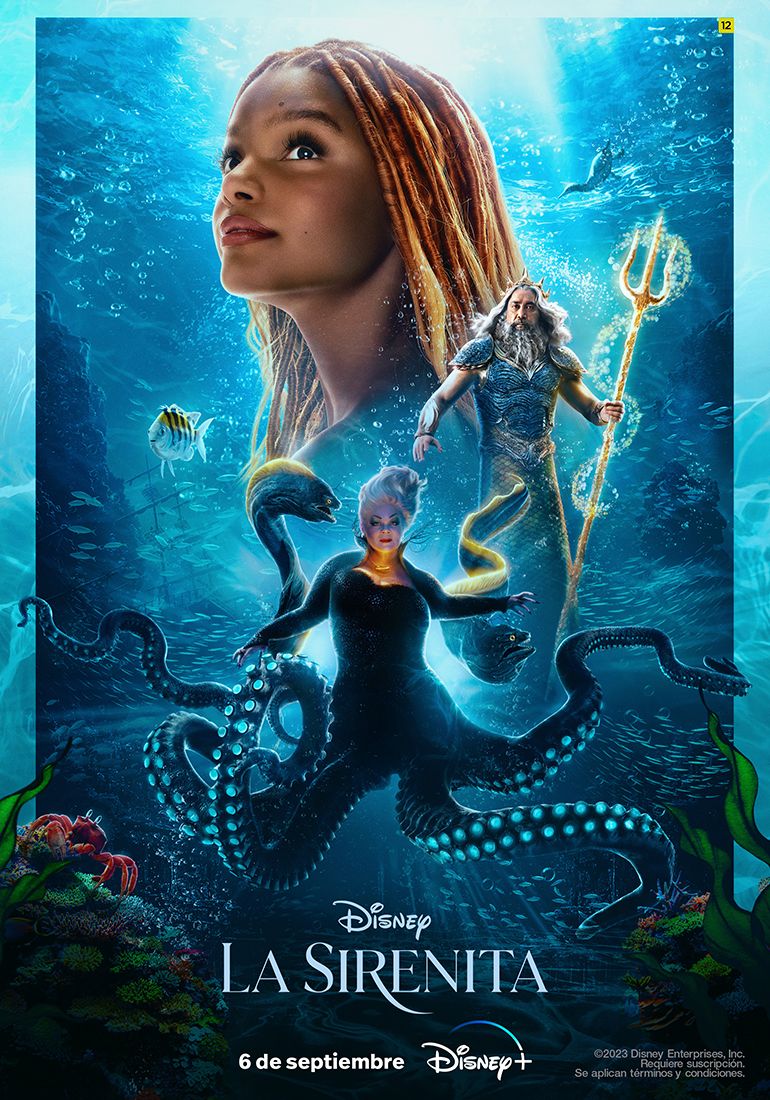 12
Disney
LA SIRENITA
6 de septiembre Disney+
©2023 Disney Enterprises, Inc.
Requiere suscripción.
Se aplican términos y condiciones.